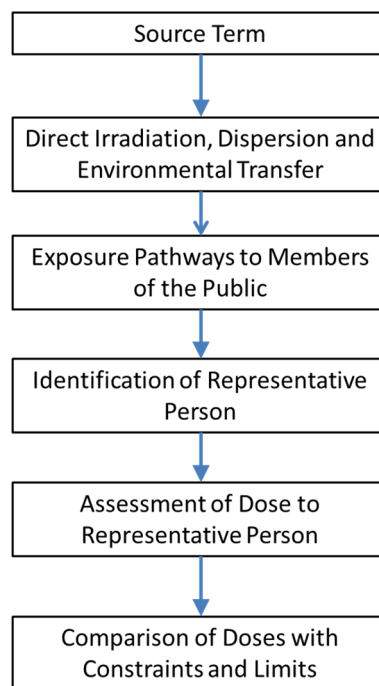 Source Term
Direct Irradiation, Dispersion and
Environmental Transfer
Exposure Pathways to Members
of the Public
Identification of Representative
Person
Assessment of Dose to
Representative Person
Comparison of Doses with
Constraints and Limits